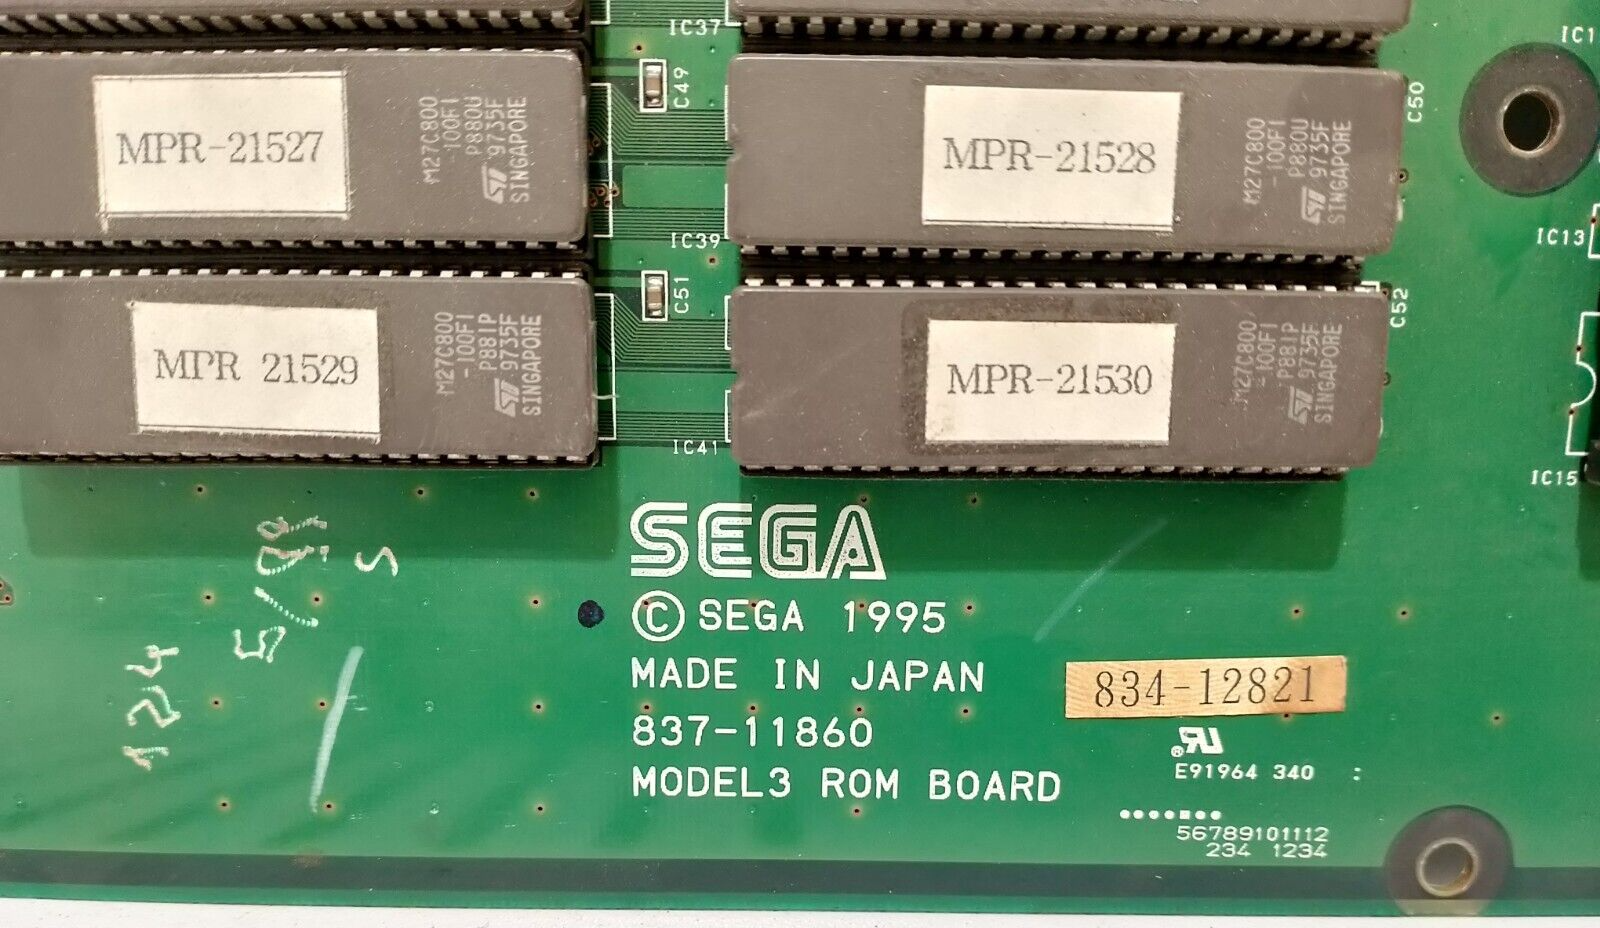 IC37
IC1
MPR-21527
M27C800
-100F1
P880U
9735F
SINGAPORE
C49
MPR-21528
M27C800
-100F1
P880U
9735F
SINGAPORE
C50
IC39
IC13
MPR 21529
M27C800
-100F1
P881P
9735F
SINGAPORE
C51
MPR-21530
M27C800
-100F1
P881P
9735F
SINGAPORE
C52
IC41
IC15
SEGA
© SEGA 1995
MADE IN JAPAN
837-11860
MODEL3 ROM BOARD
834-12821
E91964 340 :
56789101112
234 1234
124